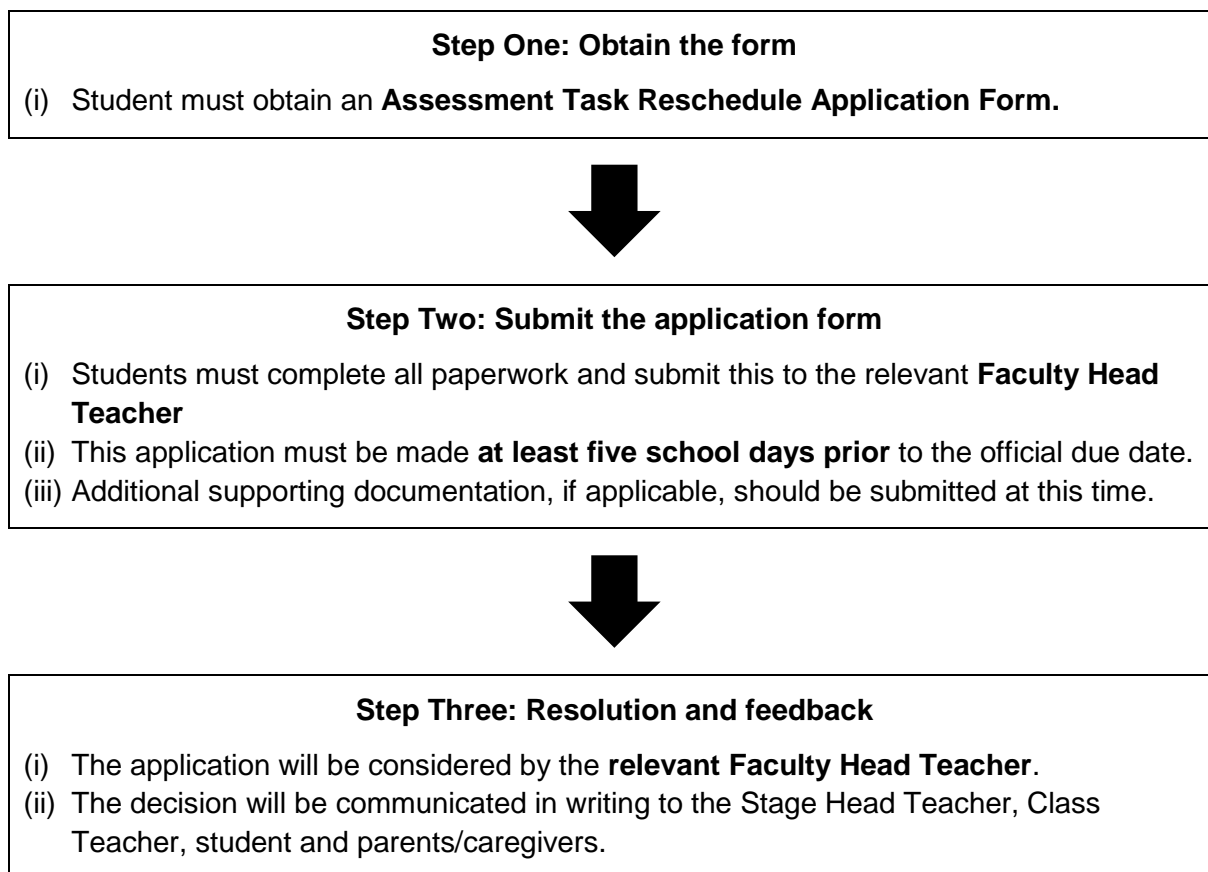 Step One: Obtain the form
(i) Student must obtain an Assessment Task Reschedule Application Form.
Step Two: Submit the application form
(i) Students must complete all paperwork and submit this to the relevant Faculty Head
Teacher
(ii) This application must be made at least five school days prior to the official due date.
(iii) Additional supporting documentation, if applicable, should be submitted at this time.
Step Three: Resolution and feedback
(i) The application will be considered by the relevant Faculty Head Teacher.
(ii) The decision will be communicated in writing to the Stage Head Teacher, Class
Teacher, student and parents/caregivers.